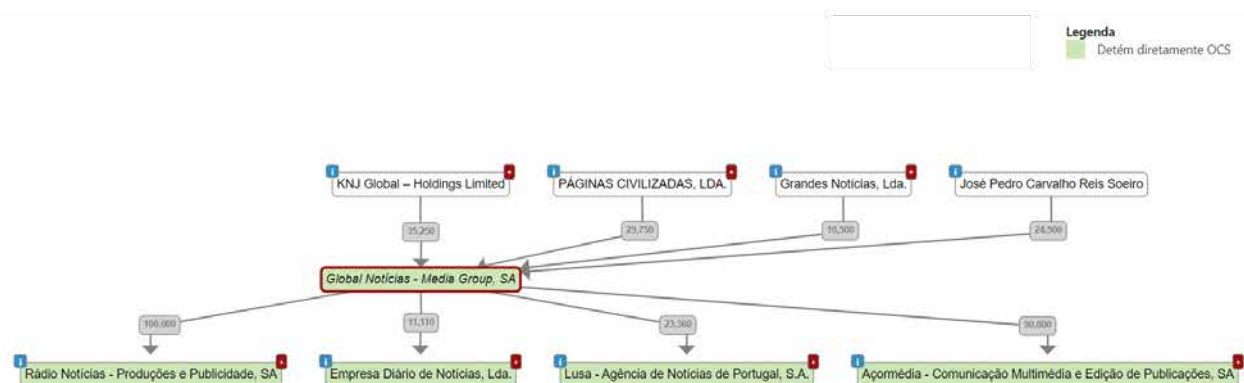 Legenda
Detém diretamente OCS
KNJ Global – Holdings Limited
PÁGINAS CIVILIZADAS, LDA.
Grandes Notícias, Lda.
José Pedro Carvalho Reis Soeiro
35,250
29,750
10,500
24,500
Global Notícias - Media Group, SA
100,000
11,110
23,360
90,000
Rádio Notícias - Produções e Publicidade, SA
Empresa Diário de Notícias, Lda.
Lusa - Agência de Notícias de Portugal, S.A.
Açormédia - Comunicação Multimédia e Edição de Publicações, SA